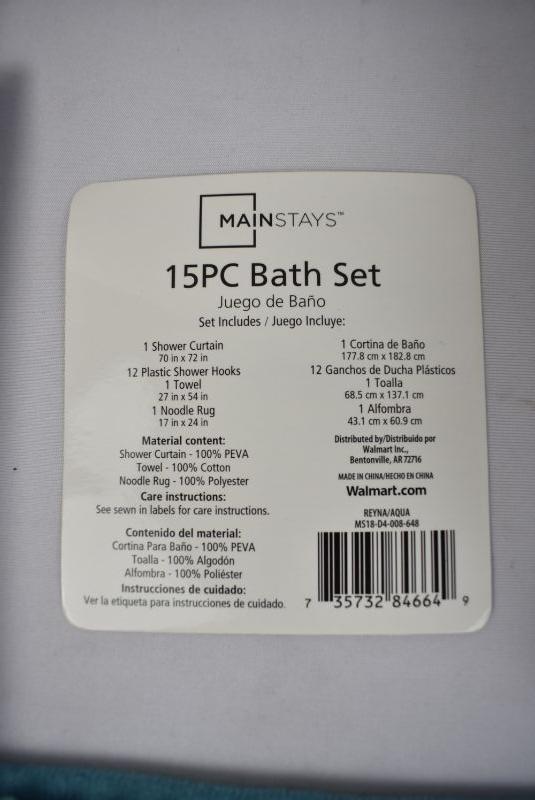 MAINSTAYS™
15PC Bath Set
Juego de Baño
Set Includes / Juego Incluye:
1 Shower Curtain
70 in x 72 in
12 Plastic Shower Hooks
1 Towel
27 in x 54 in
1 Noodle Rug
17 in x 24 in
Material content:
Shower Curtain - 100% PEVA
Towel - 100% Cotton
Noodle Rug - 100% Polyester
Care instructions:
See sewn in labels for care instructions.
Contenido del material:
Cortina Para Baño - 100% PEVA
Toalla - 100% Algodón
Alfombra - 100% Poliéster
Instrucciones de cuidado:
Ver la etiqueta para instrucciones de cuidado.
1 Cortina de Baño
177.8 cm x 182.8 cm
12 Ganchos de Ducha Plásticos
1 Toalla
68.5 cm x 137.1 cm
1 Alfombra
43.1 cm x 60.9 cm
Distributed by/Distribuido por
Walmart Inc.,
Bentonville, AR 72716
MADE IN CHINA/HECHO EN CHINA
Walmart.com
REYNA/AQUA
MS18-D4-008-648
7 35732 84664 9